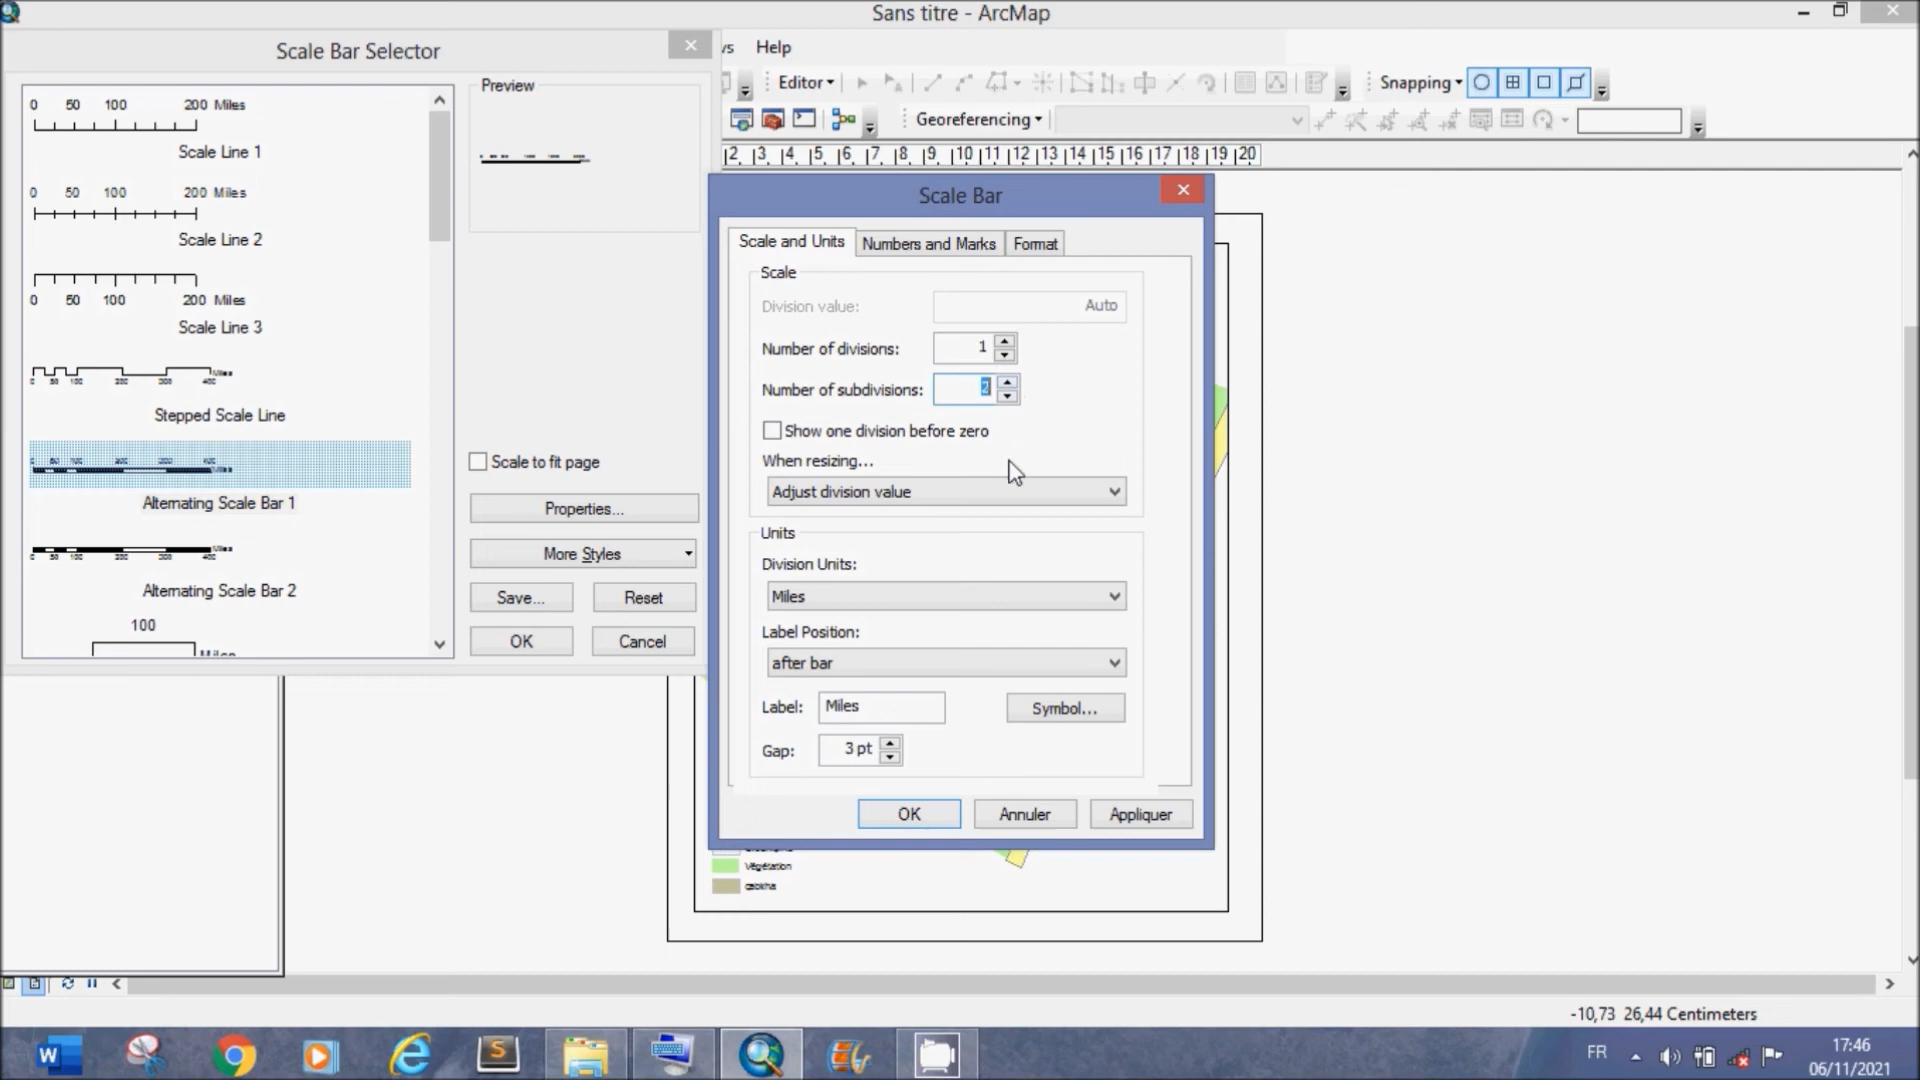 Sans titre - ArcMap
Scale Bar Selector
Help
Preview
Editor
Snapping
Georeferencing
0 50 100 200 Miles
Scale Line 1
0 50 100 200 Miles
Scale Line 2
0 50 100 200 Miles
Scale Line 3
Stepped Scale Line
Alternating Scale Bar 1
Alternating Scale Bar 2
100
Miles
Scale to fit page
Properties...
More Styles
Save... Reset
OK Cancel
2 3 4 5 6 7 8 9 10 11 12 13 14 15 16 17 18 19 20
Scale Bar
Scale and Units Numbers and Marks Format
Scale
Division value: Auto
Number of divisions: 1
Number of subdivisions: 2
Show one division before zero
When resizing...
Adjust division value
Units
Division Units:
Miles
Label Position:
after bar
Label: Miles Symbol...
Gap: 3 pt
OK Annuler Appliquer
Végétation
-10,73 26,44 Centimeters
FR
17:46
06/11/2021